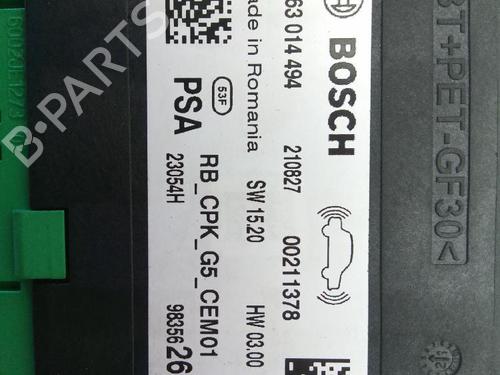 BOSCH
63 014 494
210827 00211378
ade in Romania SW 15.20 HW 03.00
53F
RB_CPK_G5_CEM01
PSA 23054H 9835626
BT+PET-GF30<
B-PARTS